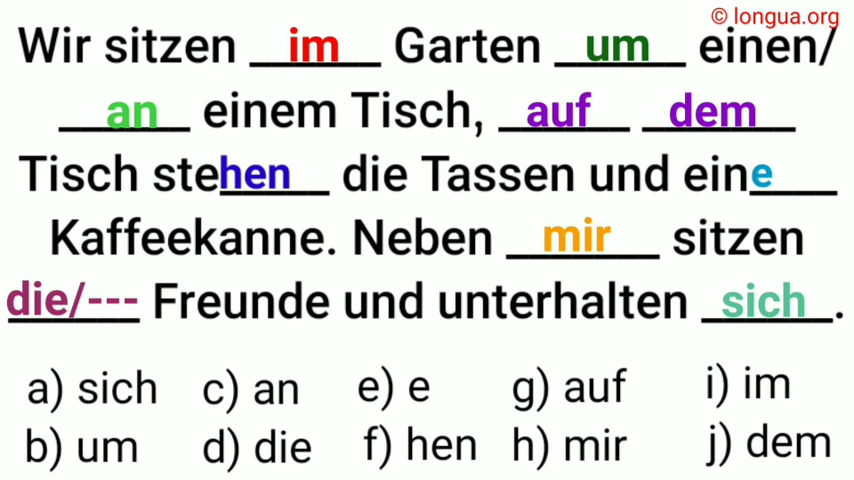 © longua.org
Wir sitzen im Garten um einen/
an einem Tisch, auf dem
Tisch stehen die Tassen und eine
Kaffeekanne. Neben mir sitzen
die/--- Freunde und unterhalten sich.
a) sich c) an e) e g) auf i) im
b) um d) die f) hen h) mir j) dem